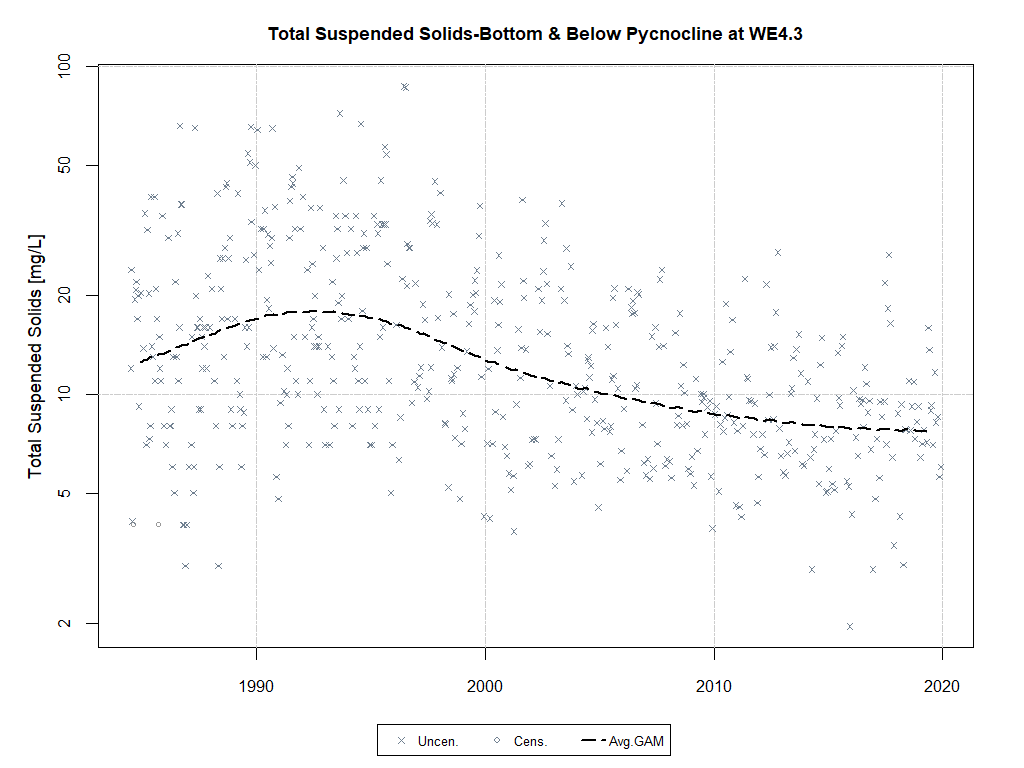 Total Suspended Solids-Bottom & Below Pycnocline at WE4.3
Total Suspended Solids [mg/L]
100
50
20
10
5
2
1990 2000 2010 2020
Uncen. Cens. Avg.GAM